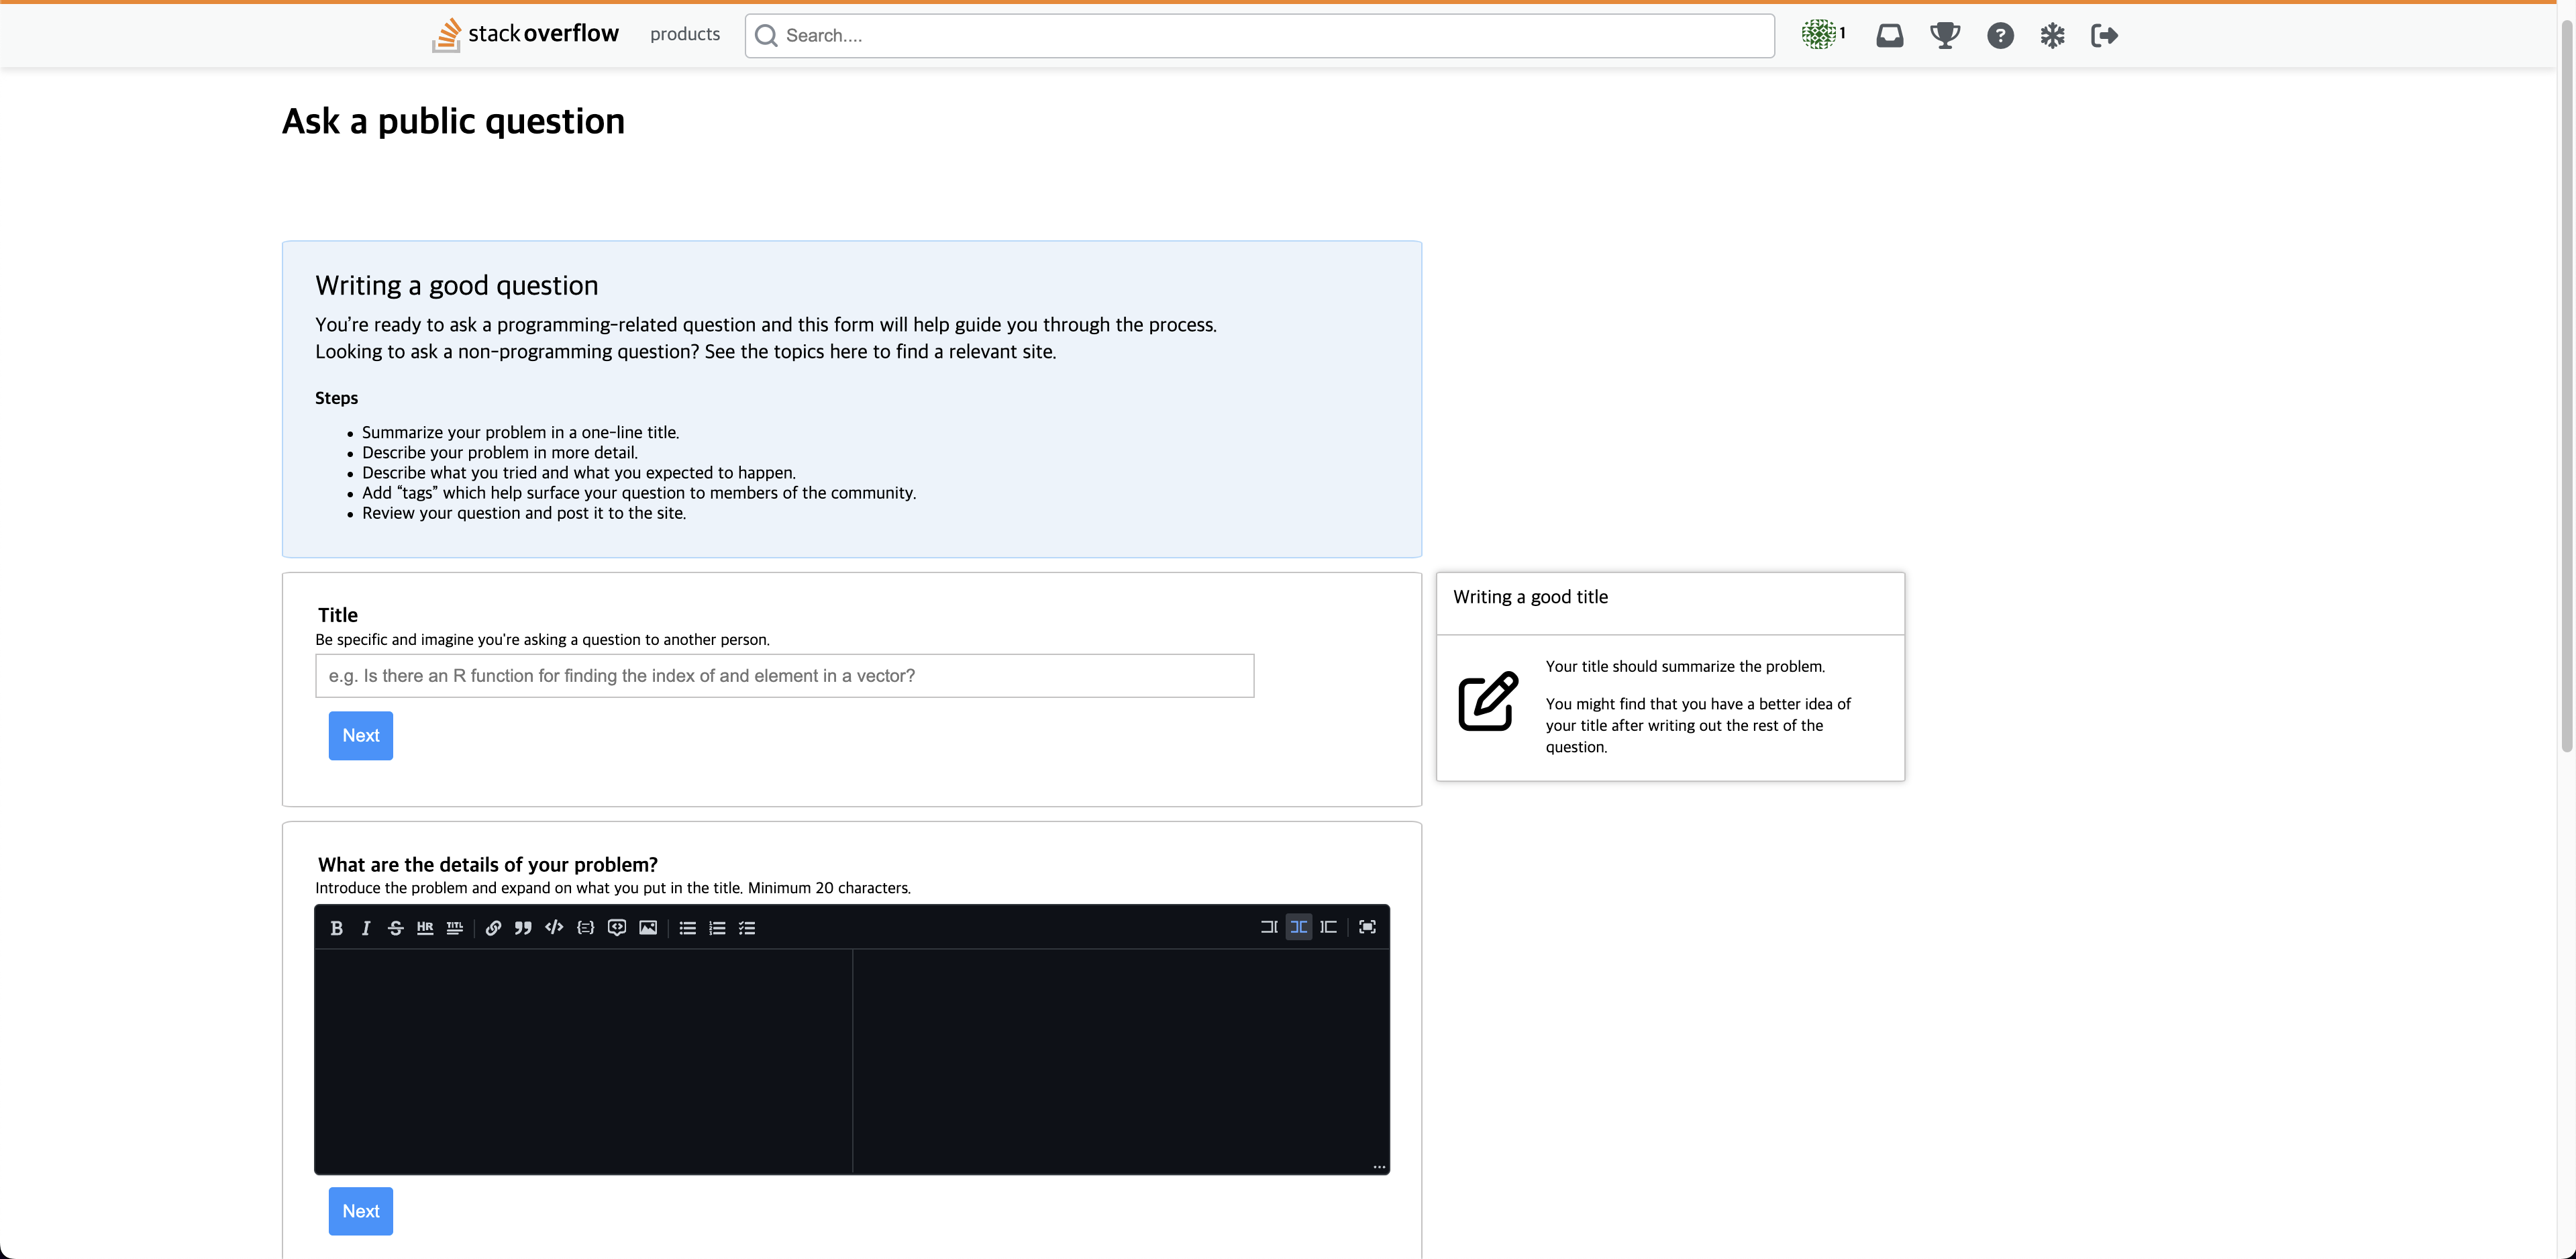 stack overflow products Search.... 1
Ask a public question
Writing a good question
You're ready to ask a programming-related question and this form will help guide you through the process.
Looking to ask a non-programming question? See the topics here to find a relevant site.
Steps
• Summarize your problem in a one-line title.
• Describe your problem in more detail.
• Describe what you tried and what you expected to happen.
• Add “tags” which help surface your question to members of the community.
• Review your question and post it to the site.
Title
Be specific and imagine you're asking a question to another person.
e.g. Is there an R function for finding the index of and element in a vector?
Next
Writing a good title
Your title should summarize the problem.
You might find that you have a better idea of
your title after writing out the rest of the
question.
What are the details of your problem?
Introduce the problem and expand on what you put in the title. Minimum 20 characters.
B I S HR TITL
Next